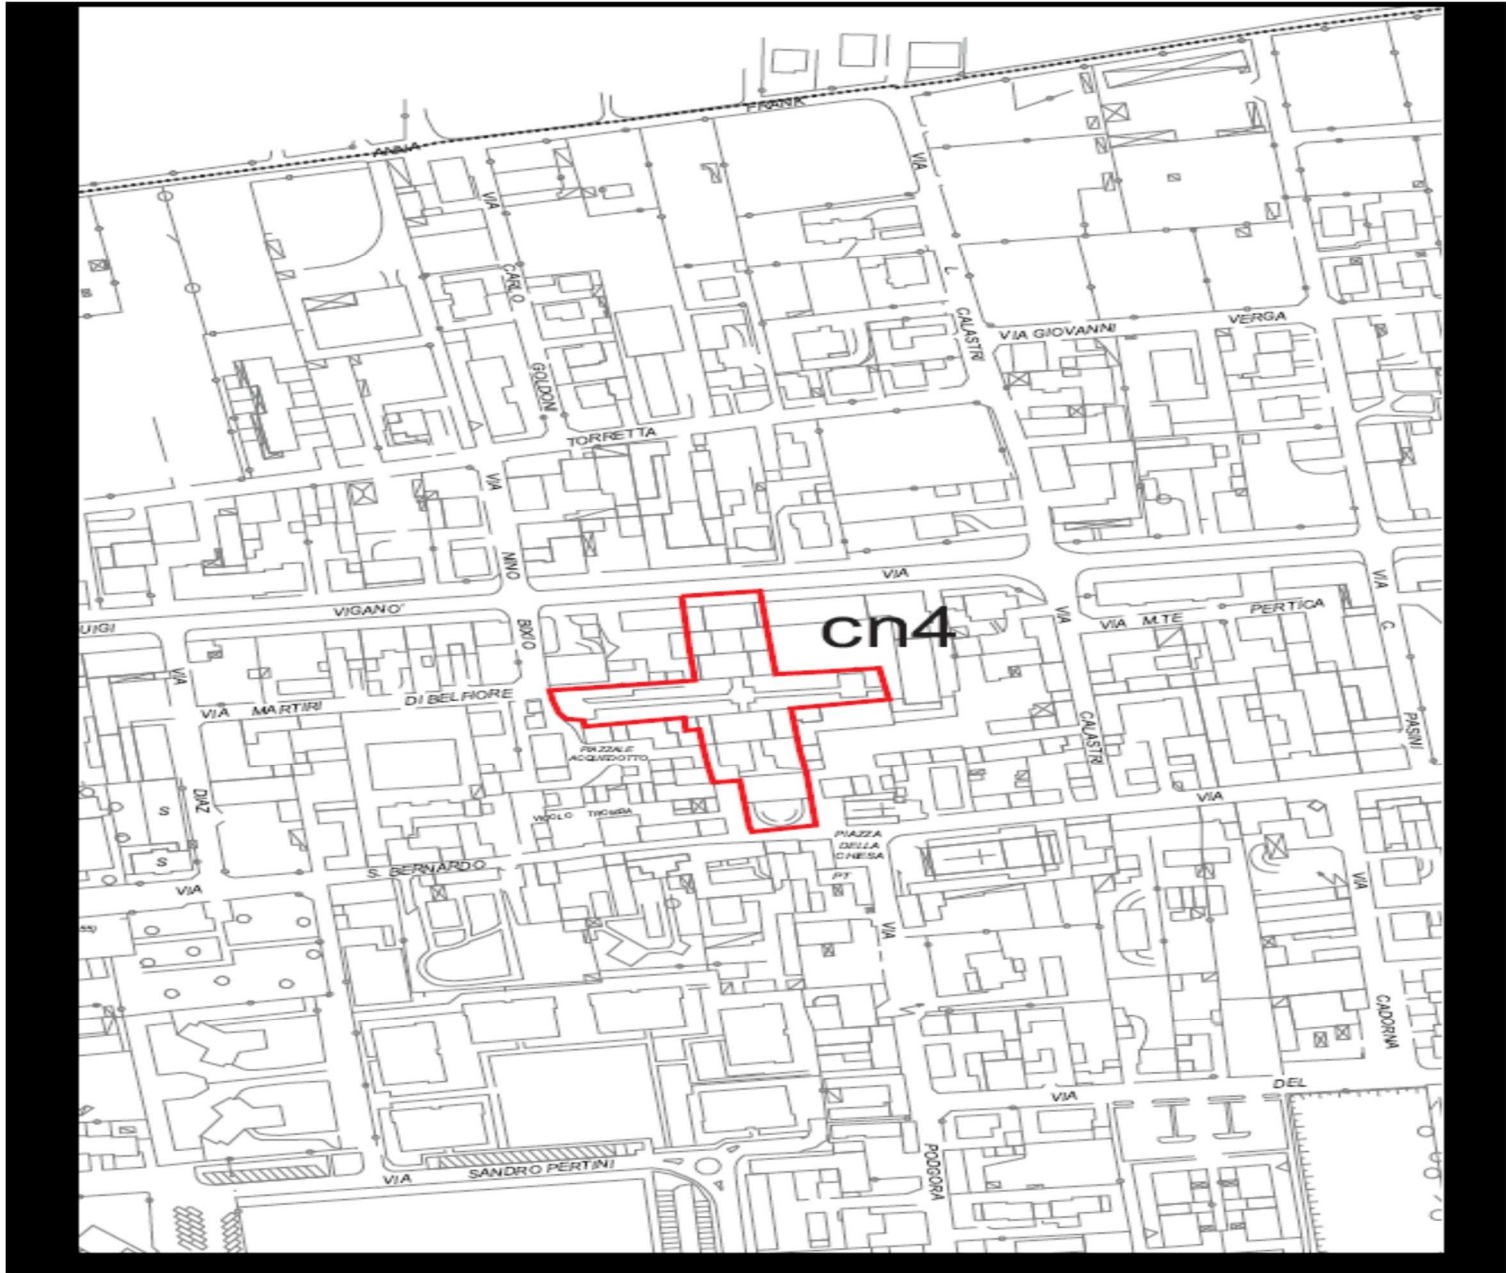 FRANK
ANNA
VIA
VIA
CARLO
L.
CALASTRI
VIA GIOVANNI
VERGA
GOLDONI
TORRETTA
VIA
NINO
VIA
VIA
VIGANO'
LUIGI
BIXIO
cn4
VIA
VIA M.TE
PERTICA
G.
VIA
DI BELFIORE
VIA MARTIRI
CALASTRI
PASINI
PIAZZALE
ACQUEDOTTO
DIAZ
S
VICOLO TROMBA
VIA
PIAZZA
DELLA
CHIESA
PT
S
S. BERNARDO
VIA
VIA
VIA
CADORNA
DEL
VIA
SANDRO PERTINI
VIA
PODGORA